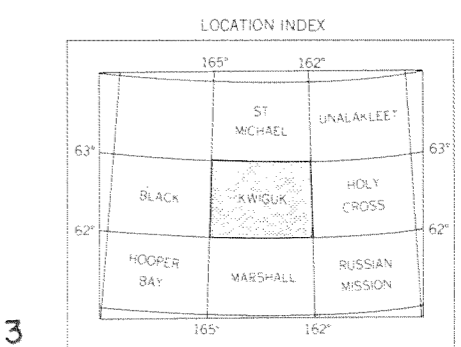 LOCATION INDEX
165° 162°
ST
MICHAEL
UNALAKLEET
63° 63°
BLACK
KWIGUK
HOLY
CROSS
62° 62°
HOOPER
BAY
MARSHALL
RUSSIAN
MISSION
3
165° 162°